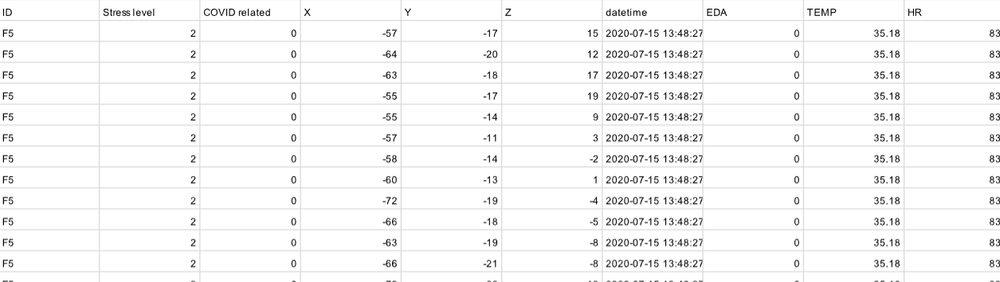 ID Stress level COVID related X Y Z datetime EDA TEMP HR
F5 2 0 -57 -17 15 2020-07-15 13:48:27 0 35.18 83
F5 2 0 -64 -20 12 2020-07-15 13:48:27 0 35.18 83
F5 2 0 -63 -18 17 2020-07-15 13:48:27 0 35.18 83
F5 2 0 -55 -17 19 2020-07-15 13:48:27 0 35.18 83
F5 2 0 -55 -14 9 2020-07-15 13:48:27 0 35.18 83
F5 2 0 -57 -11 3 2020-07-15 13:48:27 0 35.18 83
F5 2 0 -58 -14 -2 2020-07-15 13:48:27 0 35.18 83
F5 2 0 -60 -13 1 2020-07-15 13:48:27 0 35.18 83
F5 2 0 -72 -19 -4 2020-07-15 13:48:27 0 35.18 83
F5 2 0 -66 -18 -5 2020-07-15 13:48:27 0 35.18 83
F5 2 0 -63 -19 -8 2020-07-15 13:48:27 0 35.18 83
F5 2 0 -66 -21 -8 2020-07-15 13:48:27 0 35.18 83